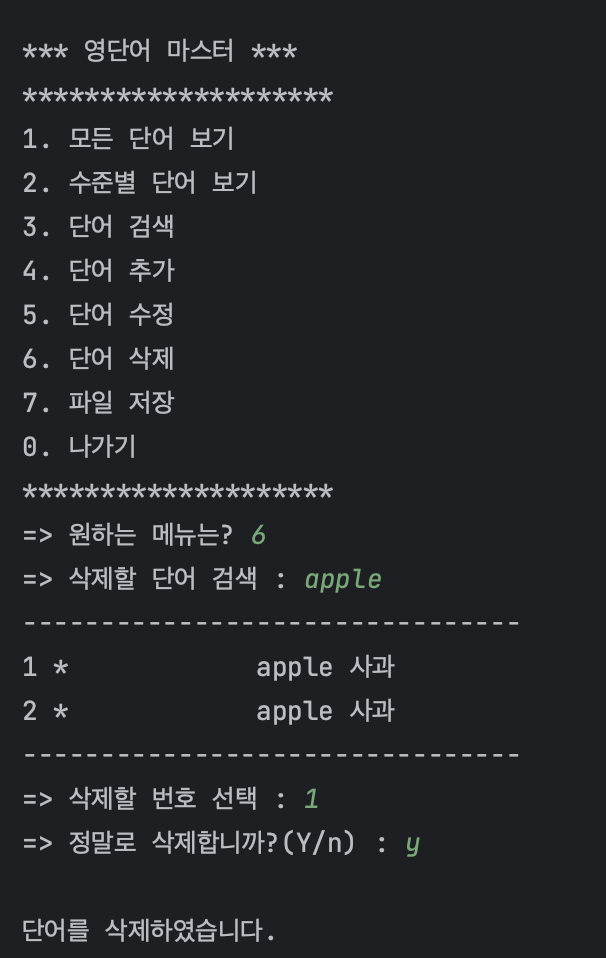 *** 영단어 마스터 ***
********************
1. 모든 단어 보기
2. 수준별 단어 보기
3. 단어 검색
4. 단어 추가
5. 단어 수정
6. 단어 삭제
7. 파일 저장
0. 나가기
********************
=> 원하는 메뉴는? 6
=> 삭제할 단어 검색 : apple
--------------------------------
1 *            apple 사과
2 *            apple 사과
--------------------------------
=> 삭제할 번호 선택 : 1
=> 정말로 삭제합니까?(Y/n) : y
단어를 삭제하였습니다.